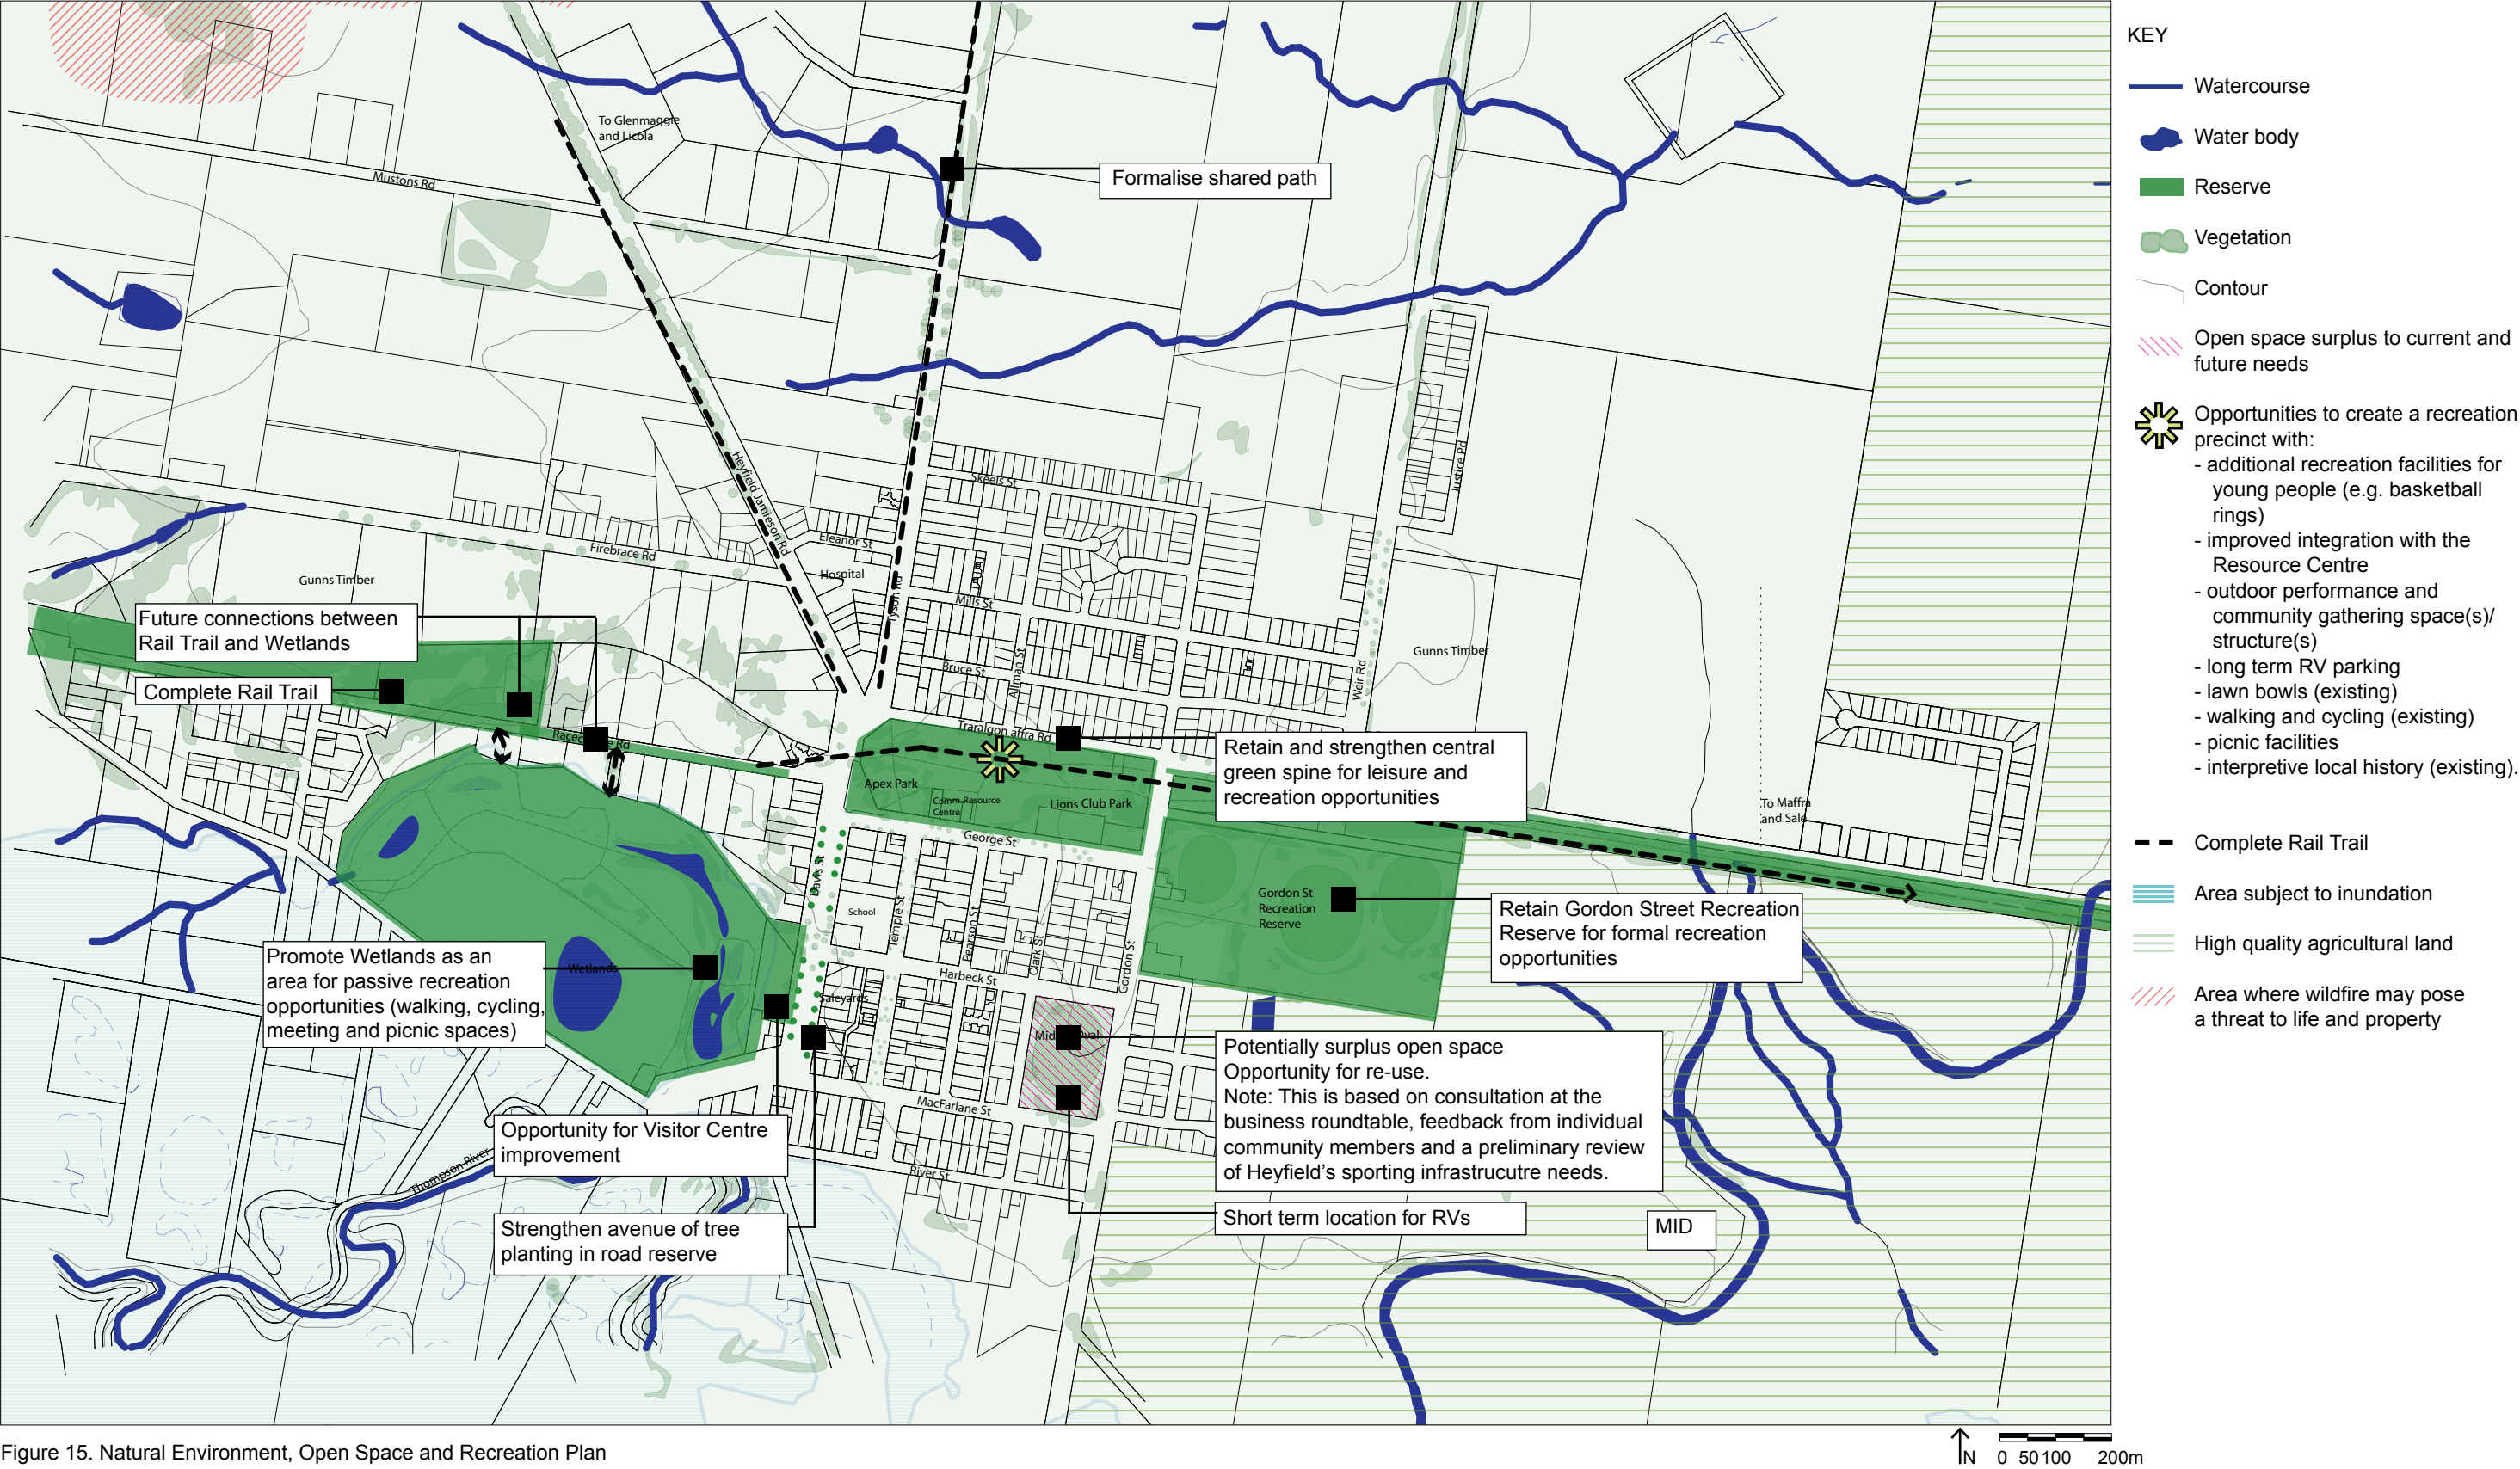 To Glenmaggie
and Licola
Mustons Rd
Formalise shared path
Heyfield Jamieson Rd
Skeels St
Justice Pd
Eleanor St
Firebrace Rd
Gunns Timber
Hospital
Tyson Rd
Mills St
Future connections between
Rail Trail and Wetlands
Bruce St
Allman St
Gunns Timber
Weir Rd
Complete Rail Trail
Traralgon affra Rd
Retain and strengthen central
green spine for leisure and
recreation opportunities
Apex Park
Comm Resource
Centre
Lions Club Park
To Maffra
and Sale
George St
Davis St
School
Temple St
Pearson St
Clark St
Gordon St
Gordon St
Recreation
Reserve
Retain Gordon Street Recreation
Reserve for formal recreation
opportunities
Promote Wetlands as an
area for passive recreation
opportunities (walking, cycling,
meeting and picnic spaces)
Wetlands
Harbeck St
Saleyards
Potentially surplus open space
Opportunity for re-use.
Note: This is based on consultation at the
business roundtable, feedback from individual
community members and a preliminary review
of Heyfield's sporting infrastrucutre needs.
MacFarlane St
Opportunity for Visitor Centre
improvement
Thompson River
River St
Short term location for RVs
Strengthen avenue of tree
planting in road reserve
MID
KEY
Watercourse
Water body
Reserve
Vegetation
Contour
Open space surplus to current and
future needs
Opportunities to create a recreation
precinct with:
- additional recreation facilities for
young people (e.g. basketball
rings)
- improved integration with the
Resource Centre
- outdoor performance and
community gathering space(s)/
structure(s)
- long term RV parking
- lawn bowls (existing)
- walking and cycling (existing)
- picnic facilities
- interpretive local history (existing).
Complete Rail Trail
Area subject to inundation
High quality agricultural land
Area where wildfire may pose
a threat to life and property
Figure 15. Natural Environment, Open Space and Recreation Plan
N
0 50 100 200m